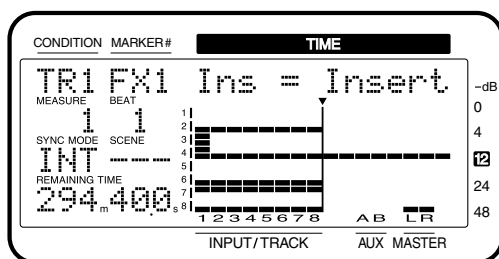 CONDITION MARKER# TIME
TR1 FX1 Ins = Insert
MEASURE BEAT
1 1
SYNC MODE SCENE
INT ---
REMAINING TIME
294m40.0s
1
2
3
4
5
6
7
8
1 2 3 4 5 6 7 8 A B L R
INPUT/TRACK AUX MASTER
-dB
0
4
12
24
48